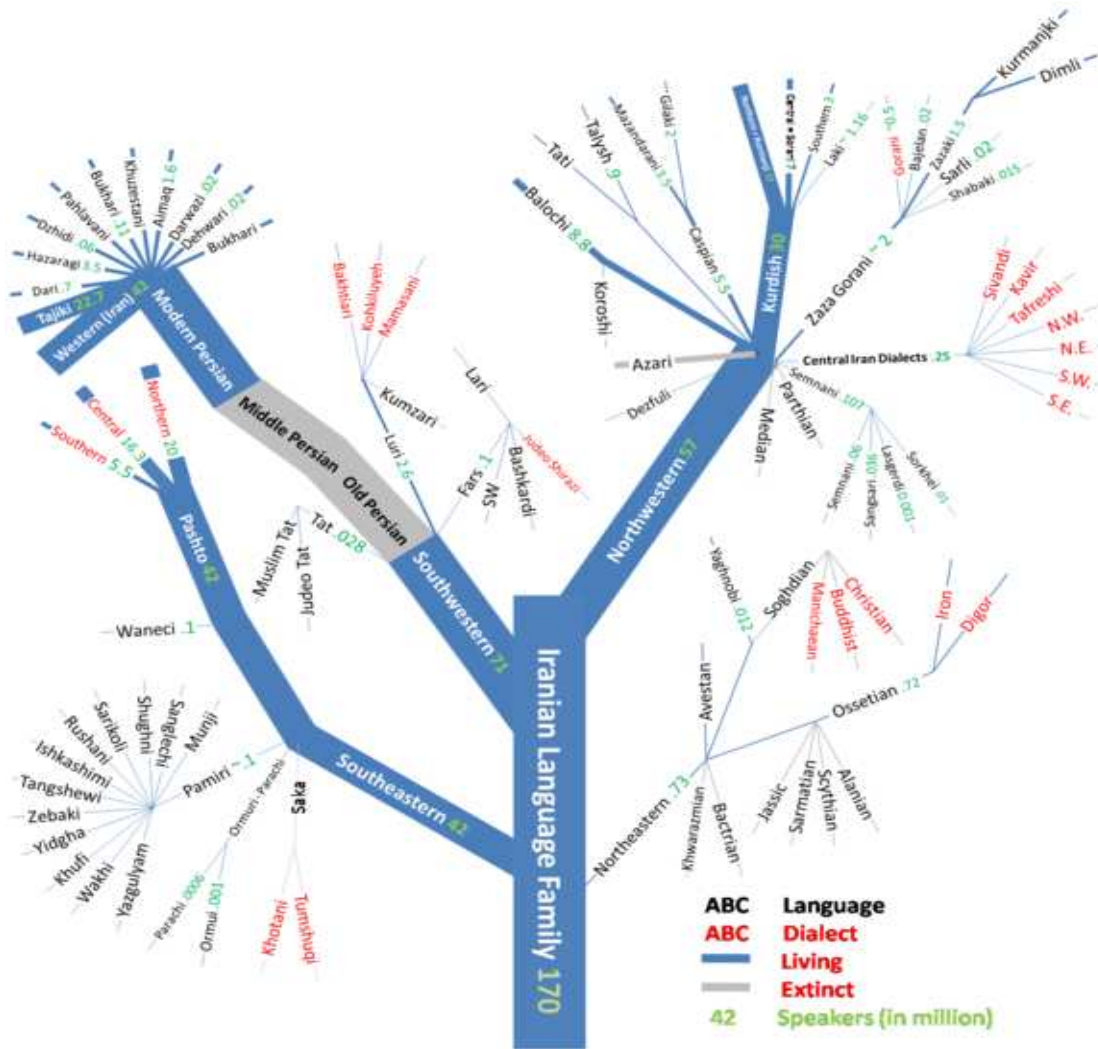 Kurmanjki
Dimli
Zazaki 1.5
Gorani ~0.5
Bajelan .02
Sarli .02
Shabaki .015
Zaza Gorani ~ 2
Southern 3
Laki ~ 1.16
Kurdish 30
Gilaki 2
Mazandarani 3.5
Caspian 5.5
Talysh .9
Tati
Balochi 8.8
Koroshi
Azari
Dezfuli
Median
Parthian
Central Iran Dialects .25
Sivandi
Kavir
Tafreshi
N.W.
N.E.
S.W.
S.E.
Semnani .107
Semnani .06
Sangsari .036
Lasgerdi 0.001
Sorkhei .01
Northwestern 57
Bukhari
Dehwari .02
Darwazi .02
Aimaq 1.6
Khuzestani
Bukhari .11
Pahlavani
Dzhidi .06
Hazaragi 3.5
Dari .7
Tajiki 22.7
Western (Iran) 43
Modern Persian
Middle Persian - Old Persian
Southwestern 71
Bakhtiari
Kohkiluyeh
Mamasani
Kumzari
Luri 2.6
Lari
Fars .1
SW
Bashkardi
Judeo Shirazi
Tat .028
Muslim Tat
Judeo Tat
Northern 20
Central 16.3
Southern 5.5
Pashto 42
Waneci .1
Southeastern 42
Pamiri ~.1
Munji
Sanglechi
Shughni
Sarikoli
Rushani
Ishkashimi
Tangshewi
Zebaki
Yidgha
Khufi
Wakhi
Yazgulyam
Ormuri - Parachi
Parachi .0006
Ormui .001
Saka
Khotani
Tumshuqi
Iranian Language Family 170
Northeastern .73
Avestan
Khwarazmian
Bactrian
Yaghnobi .012
Soghdian
Manichaean
Buddhist
Christian
Ossetian .72
Iron
Digor
Jassic
Sarmatian
Scythian
Alanian
ABC Language
ABC Dialect
Living
Extinct
42 Speakers (in million)